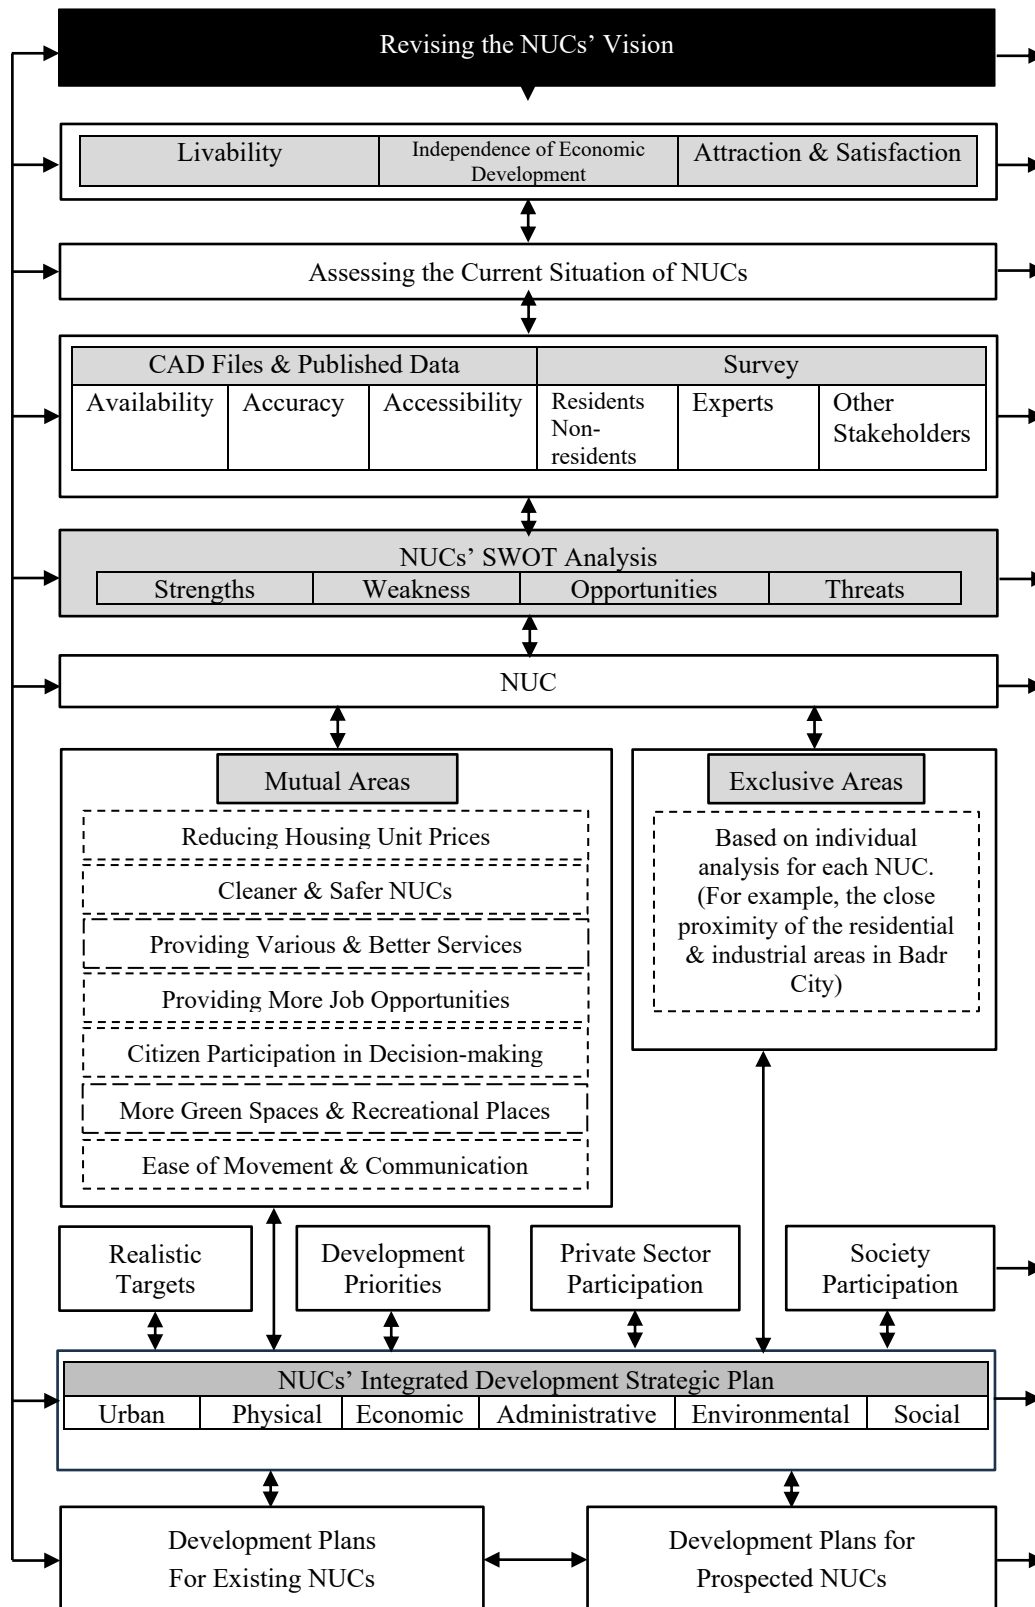 Revising the NUCs’ Vision
Livability
Independence of Economic
Development
Attraction & Satisfaction
Assessing the Current Situation of NUCs
CAD Files & Published Data
Survey
Availability
Accuracy
Accessibility
Residents
Non-
residents
Experts
Other
Stakeholders
NUCs’ SWOT Analysis
Strengths
Weakness
Opportunities
Threats
NUC
Mutual Areas
Reducing Housing Unit Prices
Cleaner & Safer NUCs
Providing Various & Better Services
Providing More Job Opportunities
Citizen Participation in Decision-making
More Green Spaces & Recreational Places
Ease of Movement & Communication
Exclusive Areas
Based on individual
analysis for each NUC.
(For example, the close
proximity of the residential
& industrial areas in Badr
City)
Realistic
Targets
Development
Priorities
Private Sector
Participation
Society
Participation
NUCs’ Integrated Development Strategic Plan
Urban
Physical
Economic
Administrative
Environmental
Social
Development Plans
For Existing NUCs
Development Plans for
Prospected NUCs